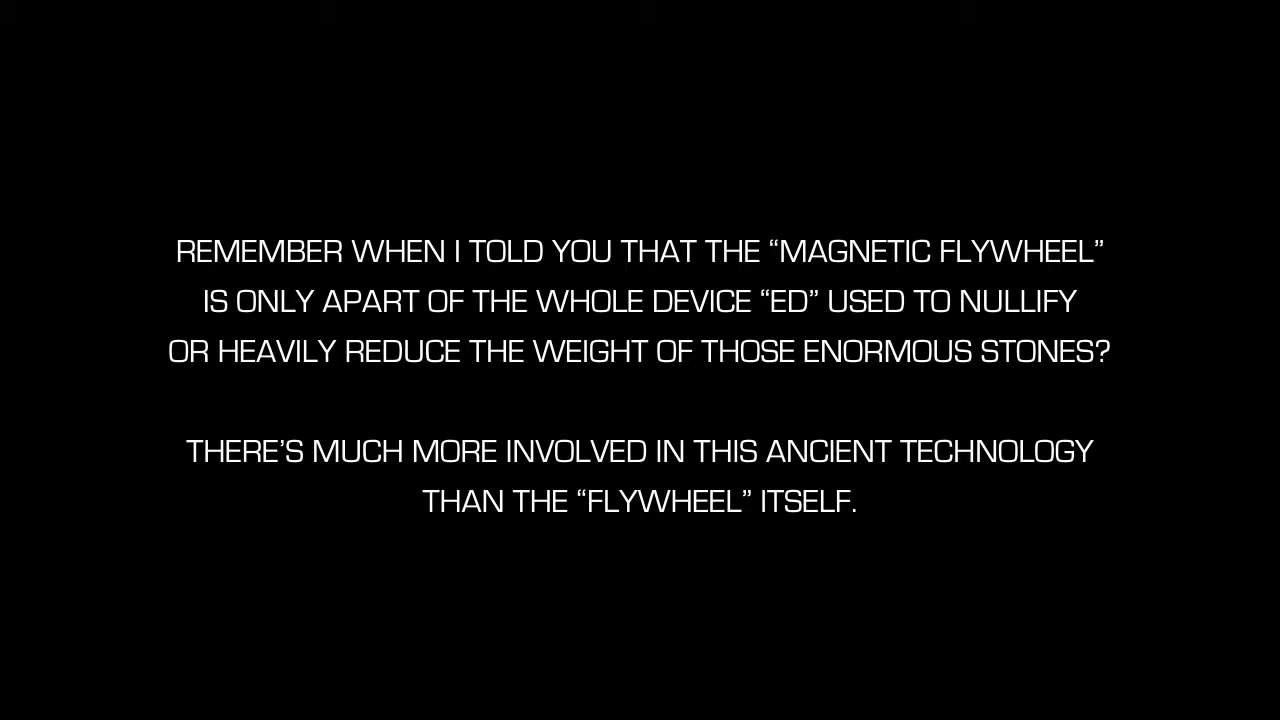 REMEMBER WHEN I TOLD YOU THAT THE “MAGNETIC FLYWHEEL”
IS ONLY APART OF THE WHOLE DEVICE “ED” USED TO NULLIFY
OR HEAVILY REDUCE THE WEIGHT OF THOSE ENORMOUS STONES?
THERE’S MUCH MORE INVOLVED IN THIS ANCIENT TECHNOLOGY
THAN THE “FLYWHEEL” ITSELF.